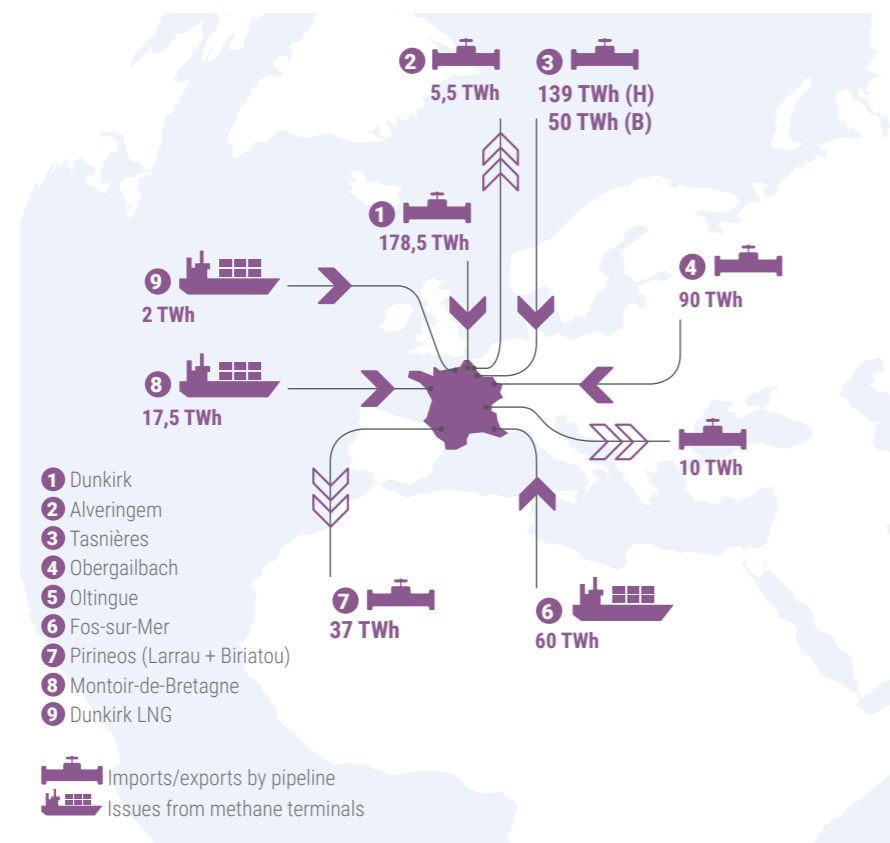 2
5,5 TWh
3
139 TWh (H)
50 TWh (B)
1
178,5 TWh
4
90 TWh
9
2 TWh
8
17,5 TWh
10 TWh
7
37 TWh
6
60 TWh
1 Dunkirk
2 Alveringem
3 Tasnières
4 Obergailbach
5 Oltingue
6 Fos-sur-Mer
7 Pirineos (Larrau + Biriatou)
8 Montoir-de-Bretagne
9 Dunkirk LNG
Imports/exports by pipeline
Issues from methane terminals